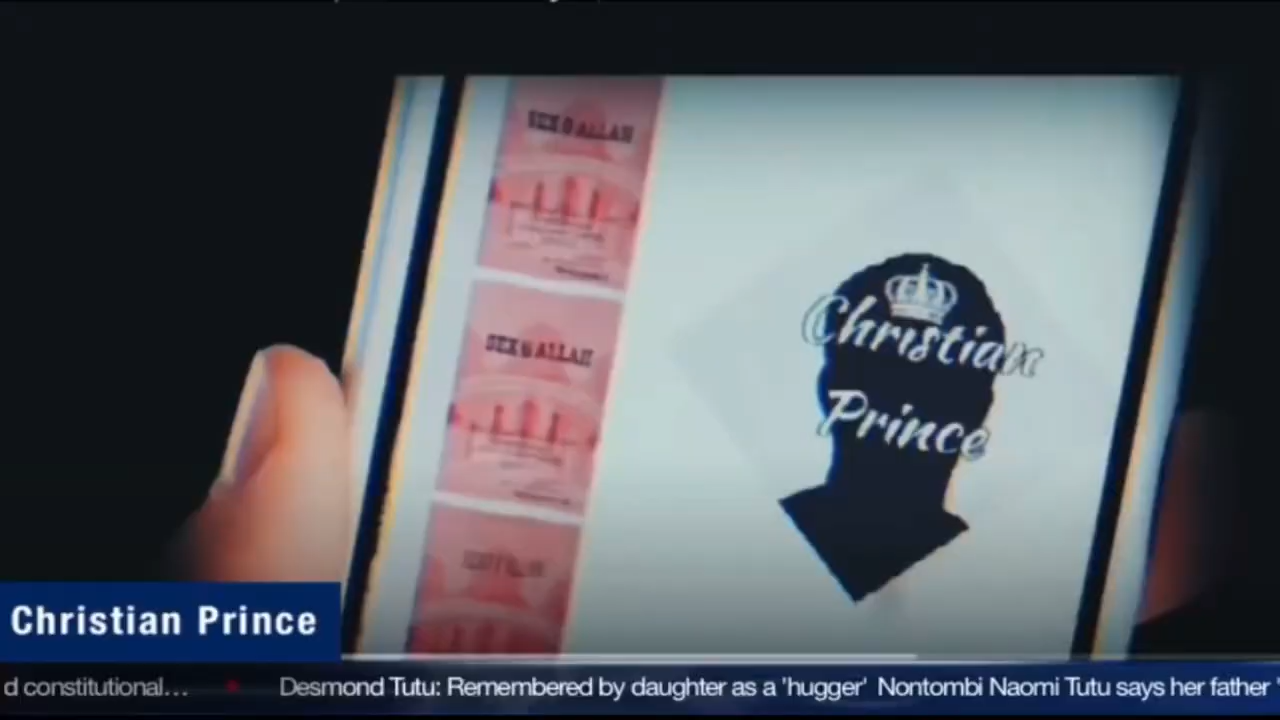 SEX & ALLAH
SEX & ALLAH
Christian
Prince
Christian Prince
d constitutional...
Desmond Tutu: Remembered by daughter as a 'hugger' Nontombi Naomi Tutu says her father '